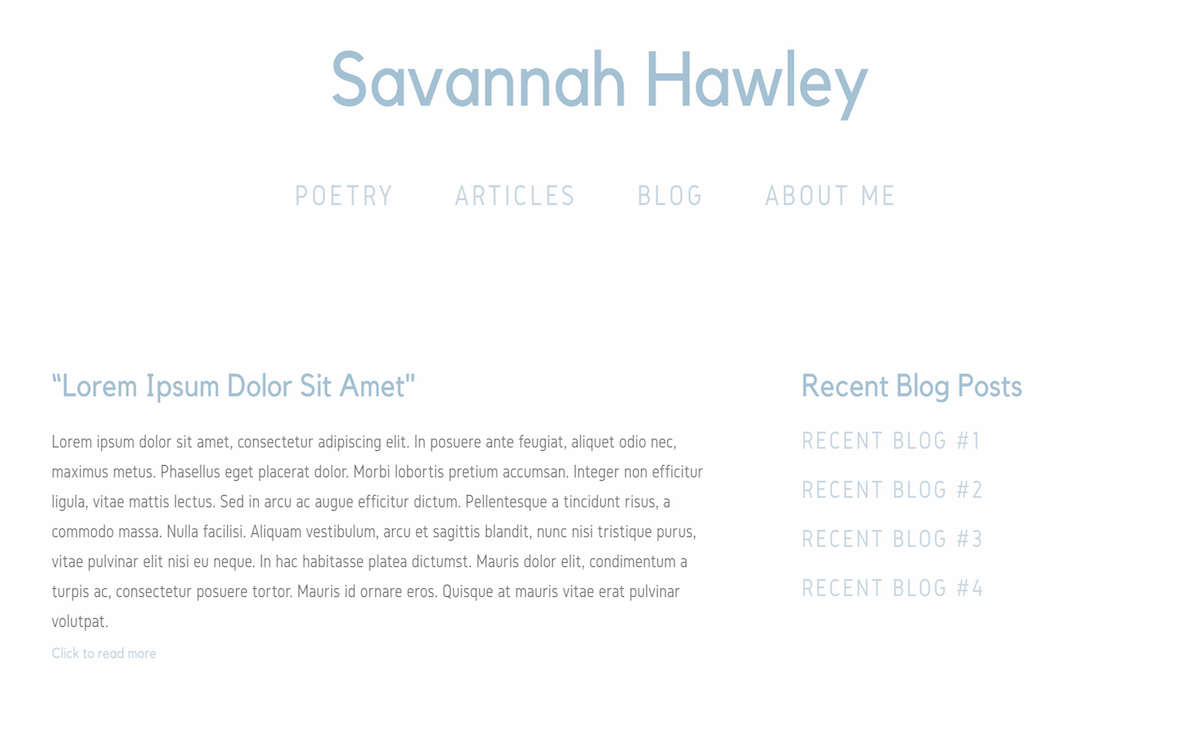 Savannah Hawley
POETRY ARTICLES BLOG ABOUT ME
“Lorem Ipsum Dolor Sit Amet"
Lorem ipsum dolor sit amet, consectetur adipiscing elit. In posuere ante feugiat, aliquet odio nec,
maximus metus. Phasellus eget placerat dolor. Morbi lobortis pretium accumsan. Integer non efficitur
ligula, vitae mattis lectus. Sed in arcu ac augue efficitur dictum. Pellentesque a tincidunt risus, a
commodo massa. Nulla facilisi. Aliquam vestibulum, arcu et sagittis blandit, nunc nisi tristique purus,
vitae pulvinar elit nisi eu neque. In hac habitasse platea dictumst. Mauris dolor elit, condimentum a
turpis ac, consectetur posuere tortor. Mauris id ornare eros. Quisque at mauris vitae erat pulvinar
volutpat.
Click to read more
Recent Blog Posts
RECENT BLOG #1
RECENT BLOG #2
RECENT BLOG #3
RECENT BLOG #4